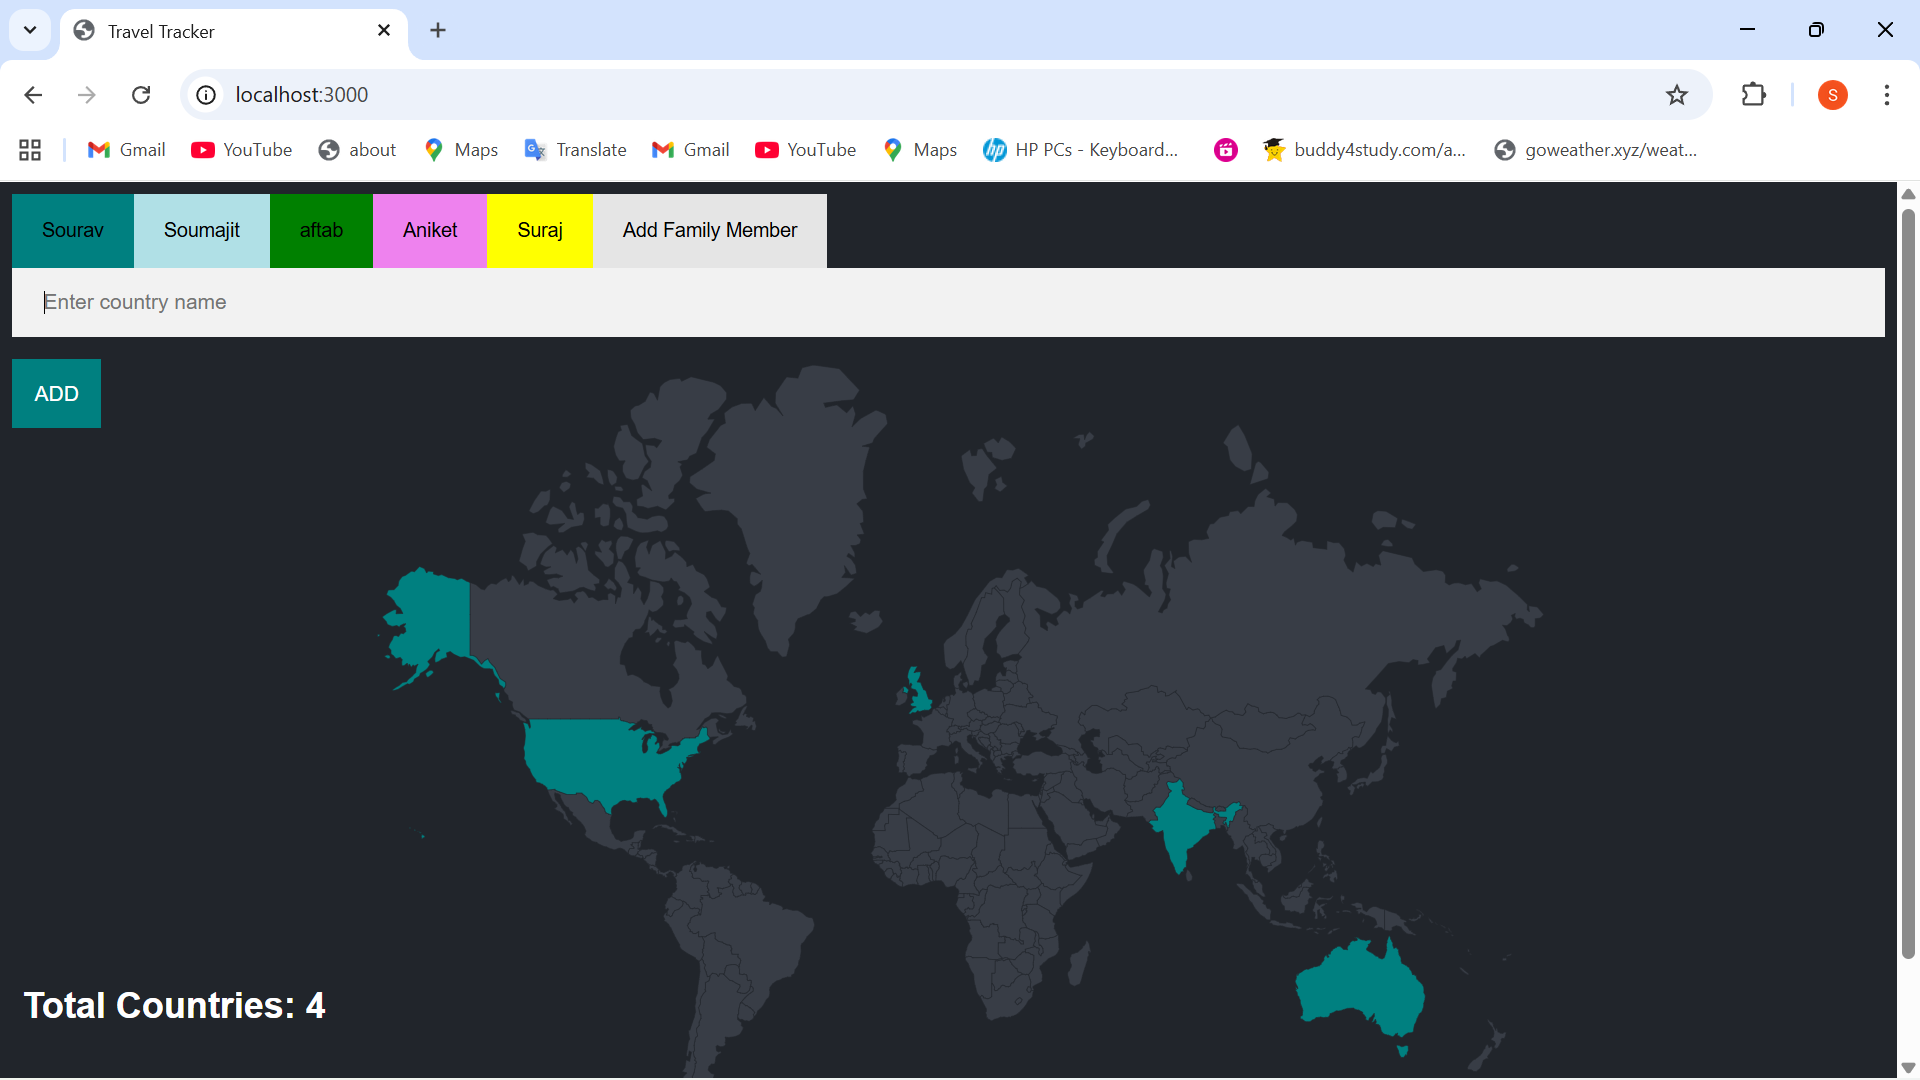 Travel Tracker
localhost:3000
S
Gmail YouTube about Maps Translate Gmail YouTube Maps HP PCs - Keyboard... buddy4study.com/a... goweather.xyz/weat...
Sourav Soumajit aftab Aniket Suraj Add Family Member
Enter country name
ADD
Total Countries: 4